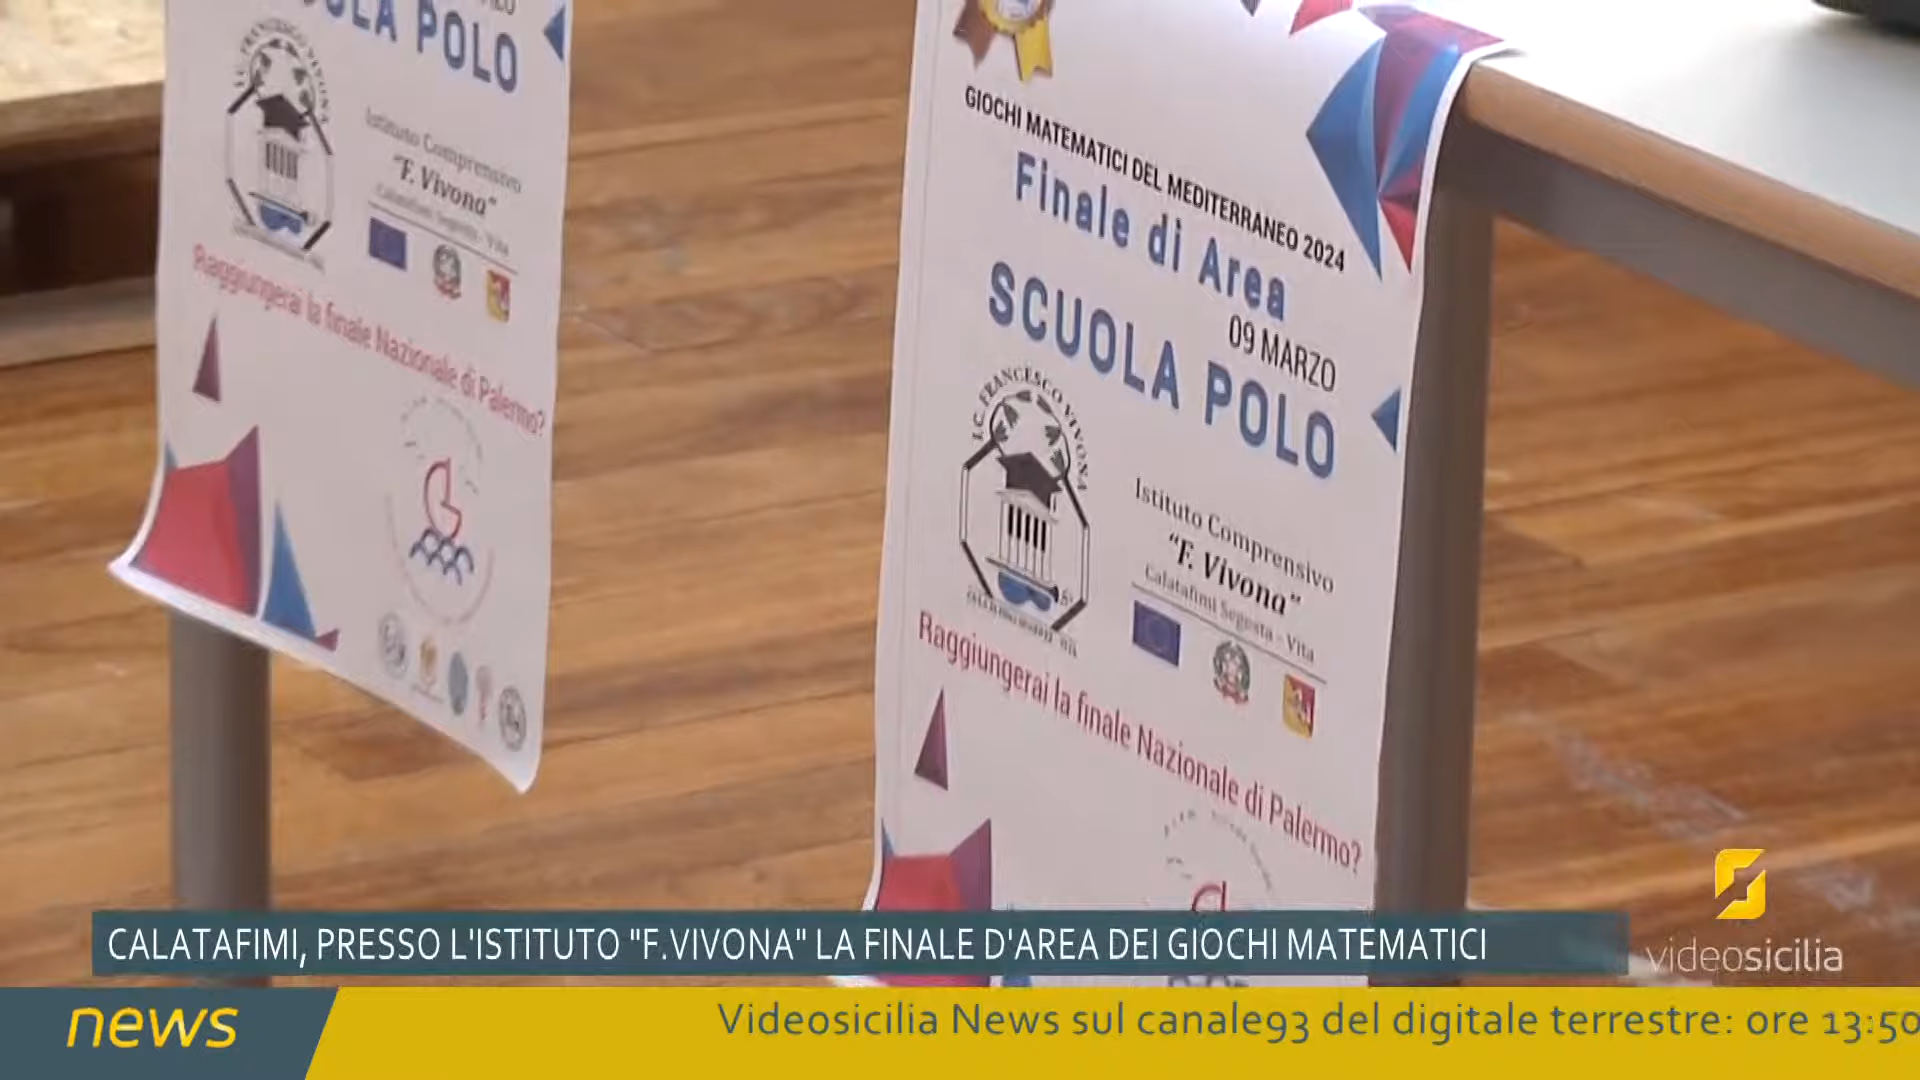 SCUOLA POLO
I.C. FRANCESCO VIVONA
Istituto Comprensivo
"F. Vivona"
Calatafimi Segesta - Vita
Raggiungerai la finale Nazionale di Palermo?
GIOCHI MATEMATICI DEL MEDITERRANEO 2024
Finale di Area
09 MARZO
SCUOLA POLO
I.C. FRANCESCO VIVONA
Istituto Comprensivo
"F. Vivona"
Calatafimi Segesta - Vita
Raggiungerai la finale Nazionale di Palermo?
CALATAFIMI, PRESSO L'ISTITUTO "F.VIVONA" LA FINALE D'AREA DEI GIOCHI MATEMATICI
videosicilia
news
Videosicilia News sul canale93 del digitale terrestre: ore 13:50